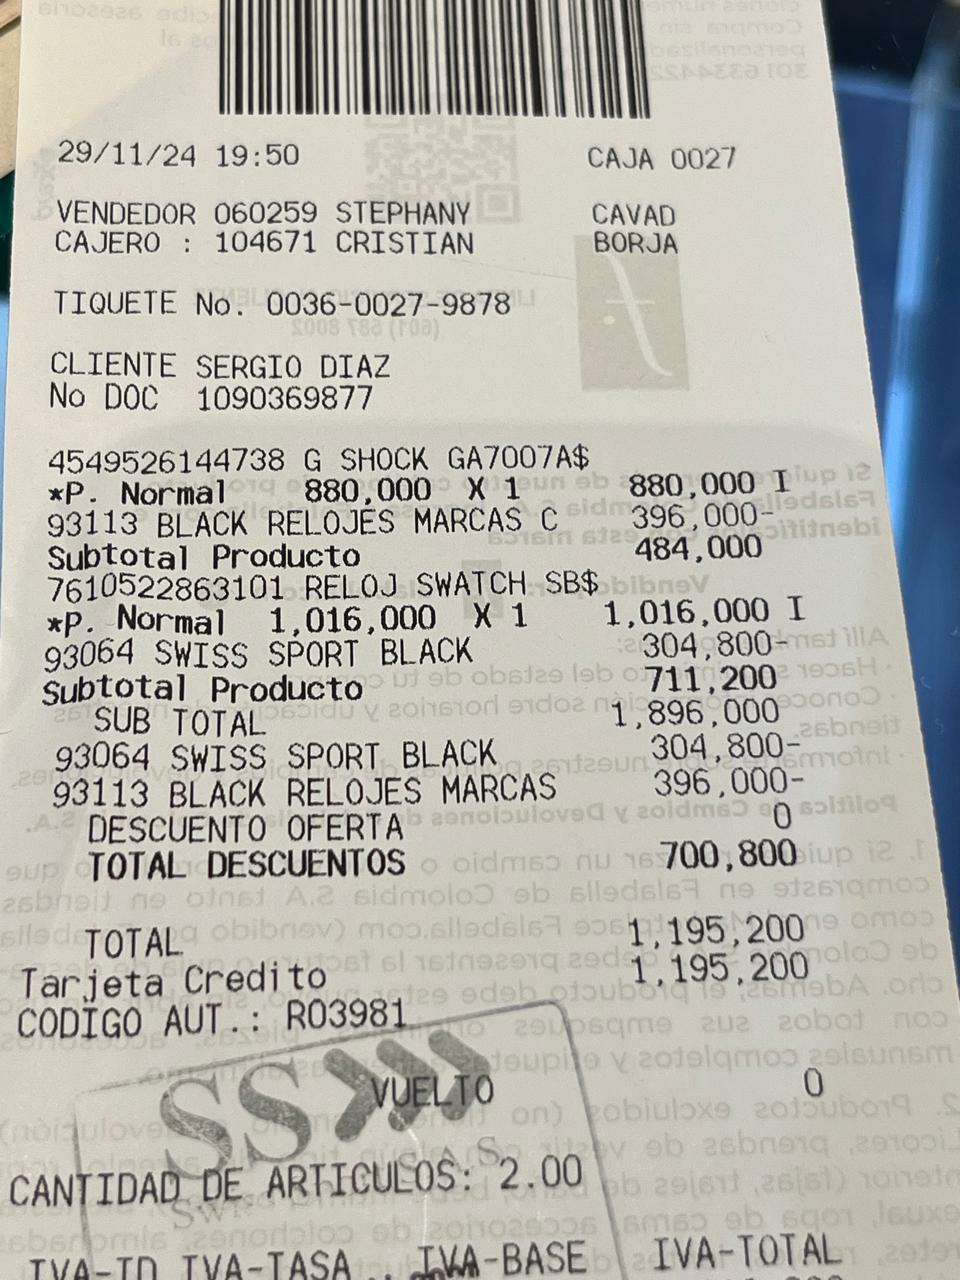 29/11/24 19:50 CAJA 0027
VENDEDOR 060259 STEPHANY CAVAD
CAJERO : 104671 CRISTIAN BORJA
TIQUETE No. 0036-0027-9878
CLIENTE SERGIO DIAZ
No DOC 1090369877
4549526144738 G SHOCK GA7007A$
*P. Normal 880,000 X 1 880,000 I
93113 BLACK RELOJES MARCAS C 396,000-
Subtotal Producto 484,000
7610522863101 RELOJ SWATCH SB$
*P. Normal 1,016,000 X 1 1,016,000 I
93064 SWISS SPORT BLACK 304,800-
Subtotal Producto 711,200
SUB TOTAL 1,896,000
93064 SWISS SPORT BLACK 304,800-
93113 BLACK RELOJES MARCAS 396,000-
DESCUENTO OFERTA 0
TOTAL DESCUENTOS 700,800
TOTAL 1,195,200
Tarjeta Credito 1,195,200
CODIGO AUT.: R03981
SS
VUELTO 0
CANTIDAD DE ARTICULOS: 2.00
IVA-ID IVA-TASA IVA-BASE IVA-TOTAL